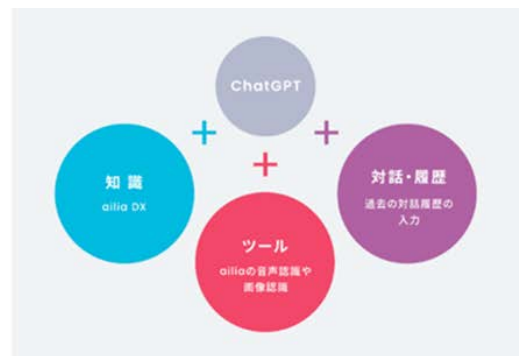 ChatGPT
知識
ailia DX
ツール
ailiaの音声認識や
画像認識
対話・履歴
過去の対話履歴の
入力